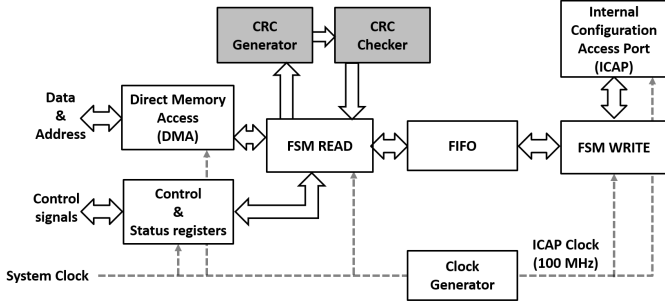 CRC
Generator
CRC
Checker
Internal
Configuration
Access Port
(ICAP)
Data
&
Address
Direct Memory
Access
(DMA)
FSM READ
FIFO
FSM WRITE
Control
signals
Control
&
Status registers
System Clock
Clock
Generator
ICAP Clock
(100 MHz)